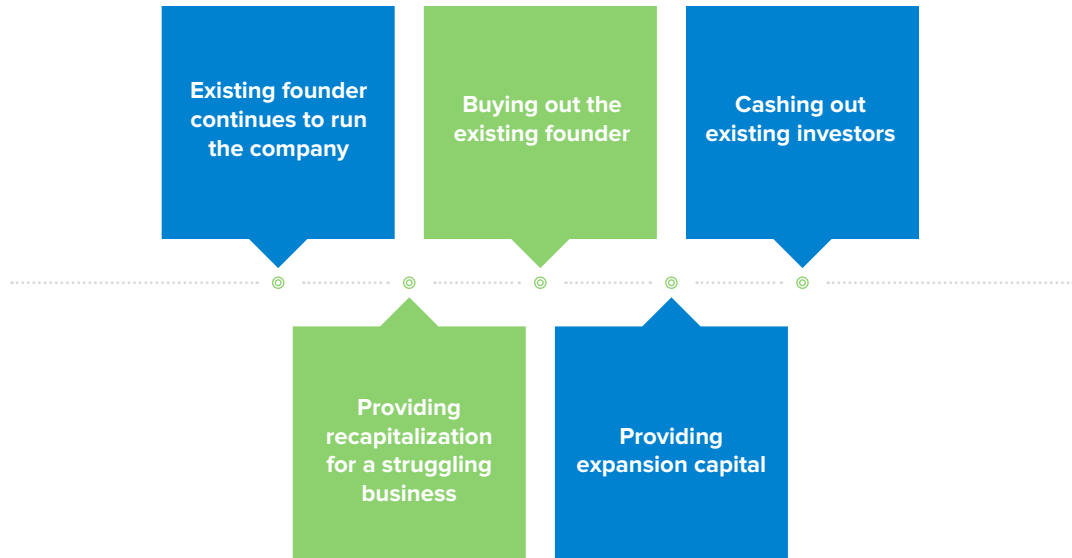 Existing founder
continues to run
the company
Providing
recapitalization
for a struggling
business
Buying out the
existing founder
Providing
expansion capital
Cashing out
existing investors